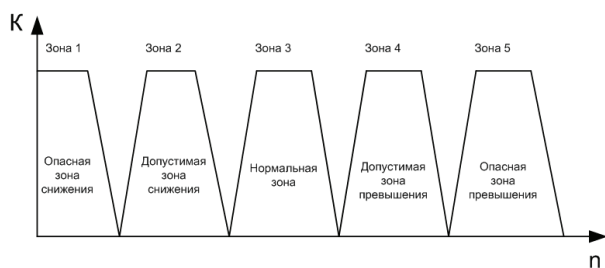 К
Зона 1
Зона 2
Зона 3
Зона 4
Зона 5
Опасная
зона
снижения
Допустимая
зона
снижения
Нормальная
зона
Допустимая
зона
превышения
Опасная
зона
превышения
n